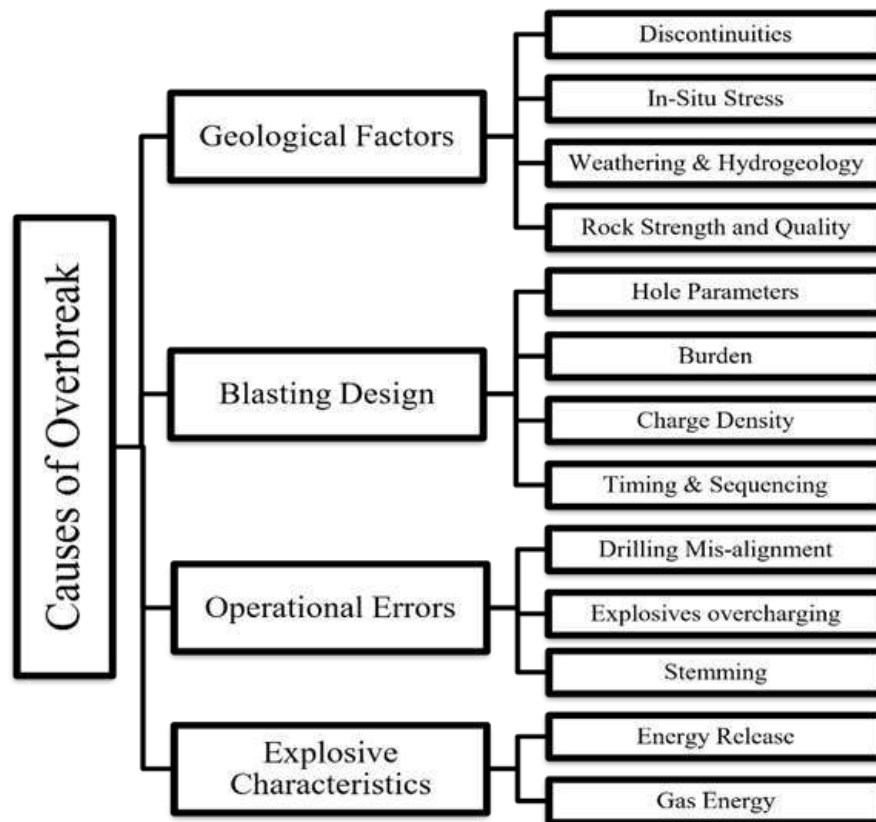 Causes of Overbreak
Geological Factors
Discontinuities
In-Situ Stress
Weathering & Hydrogeology
Rock Strength and Quality
Blasting Design
Hole Parameters
Burden
Charge Density
Timing & Sequencing
Operational Errors
Drilling Mis-alignment
Explosives overcharging
Stemming
Explosive
Characteristics
Energy Release
Gas Energy